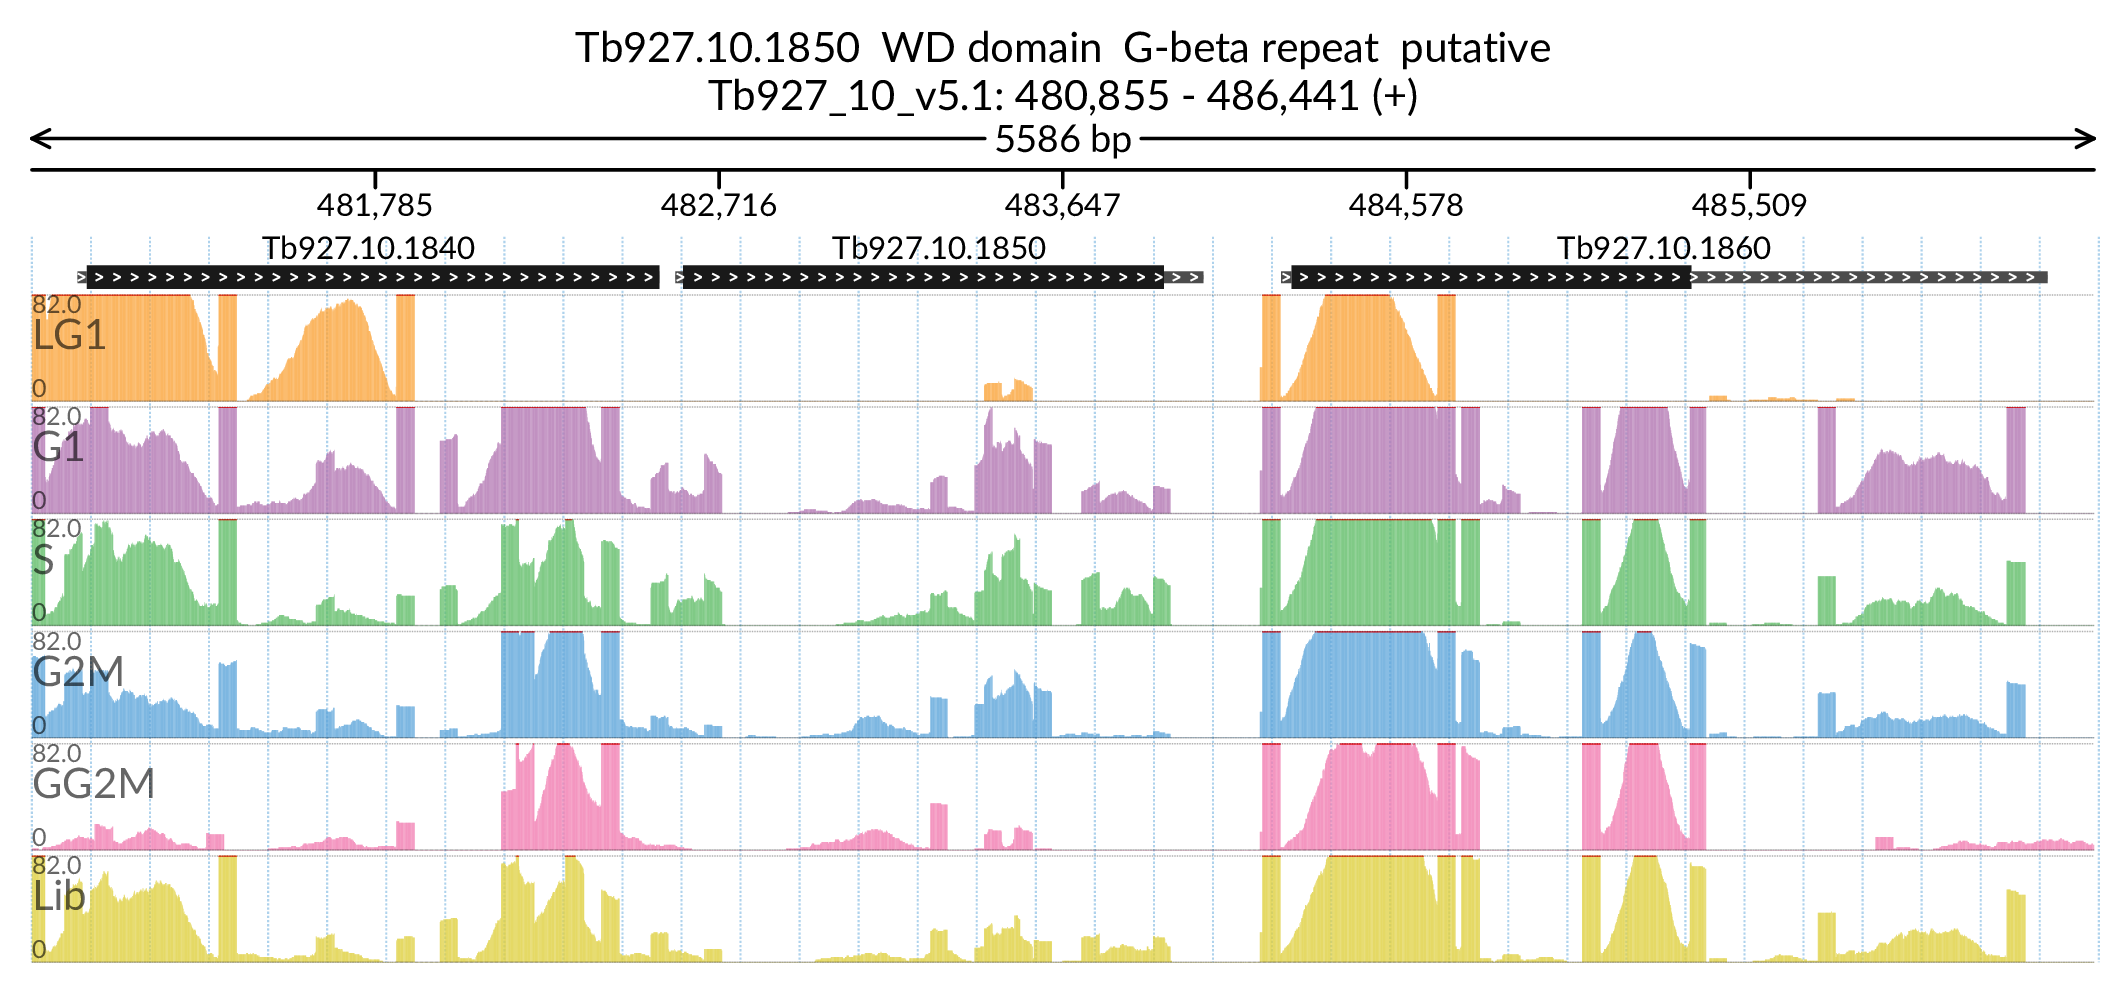 Tb927.10.1850 WD domain G-beta repeat putative
Tb927_10_v5.1: 480,855 - 486,441 (+)
5586 bp
481,785 482,716 483,647 484,578 485,509
Tb927.10.1840 Tb927.10.1850 Tb927.10.1860
82.0
LG1
0
82.0
G1
0
82.0
S
0
82.0
G2M
0
82.0
GG2M
0
82.0
Lib
0